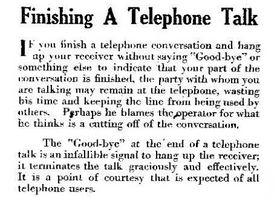 Finishing A Telephone Talk
IF you finish a telephone conversation and hang
up your receiver without saying "Good-bye" or
something else to indicate that your part of the
conversation is finished, the party with whom you
are talking may remain at the telephone, wasting
his time and keeping the line from being used by
others. Perhaps he blames the operator for what
he thinks is a cutting off of the conversation.
The "Good-bye" at the end of a telephone
talk is an infallible signal to hang up the receiver;
it terminates the talk graciously and effectively.
It is a point of courtesy that is expected of all
telephone users.